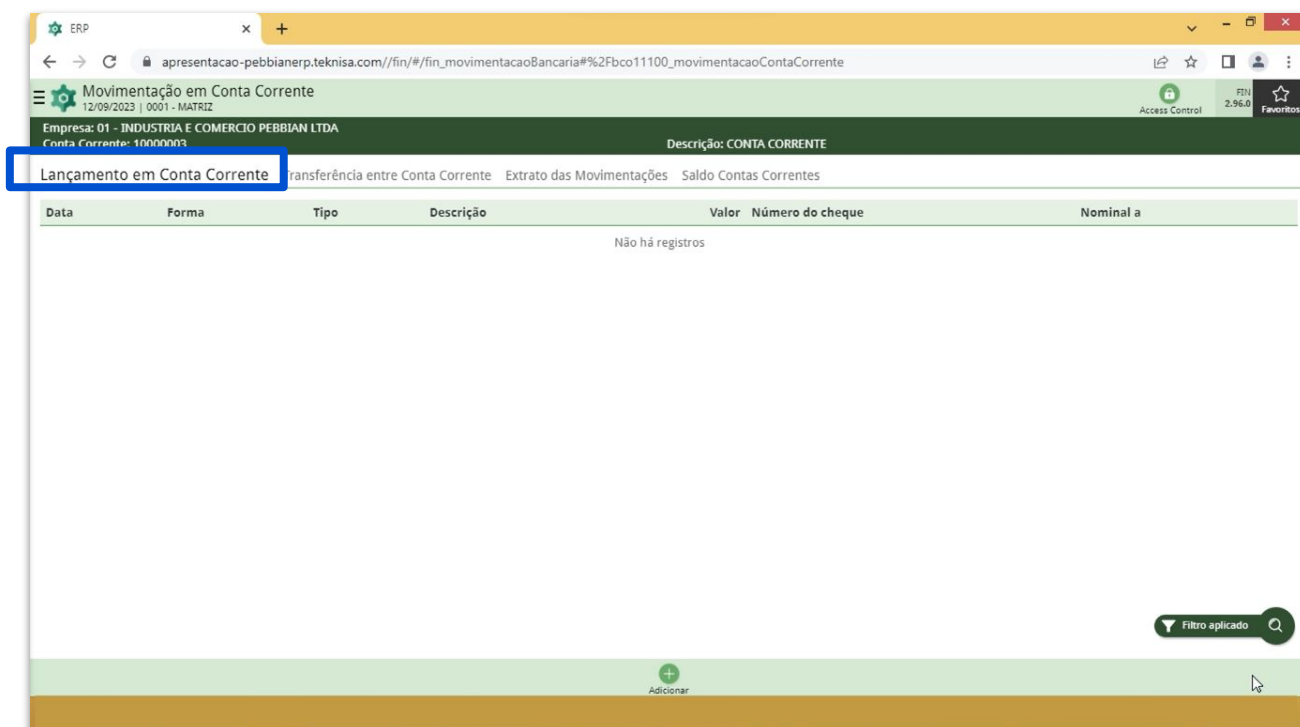 ERP
apresentacao-pebbianerp.teknisa.com//fin/#/fin_movimentacaoBancaria#%2Fbco11100_movimentacaoContaCorrente
Movimentação em Conta Corrente
12/09/2023 | 0001 - MATRIZ
Access Control
FIN
2.96.0
Favoritos
Empresa: 01 - INDUSTRIA E COMERCIO PEBBIAN LTDA
Conta Corrente: 10000003 Descrição: CONTA CORRENTE
Lançamento em Conta Corrente Transferência entre Conta Corrente Extrato das Movimentações Saldo Contas Correntes
Data Forma Tipo Descrição Valor Número do cheque Nominal a
Não há registros
Filtro aplicado
Adicionar